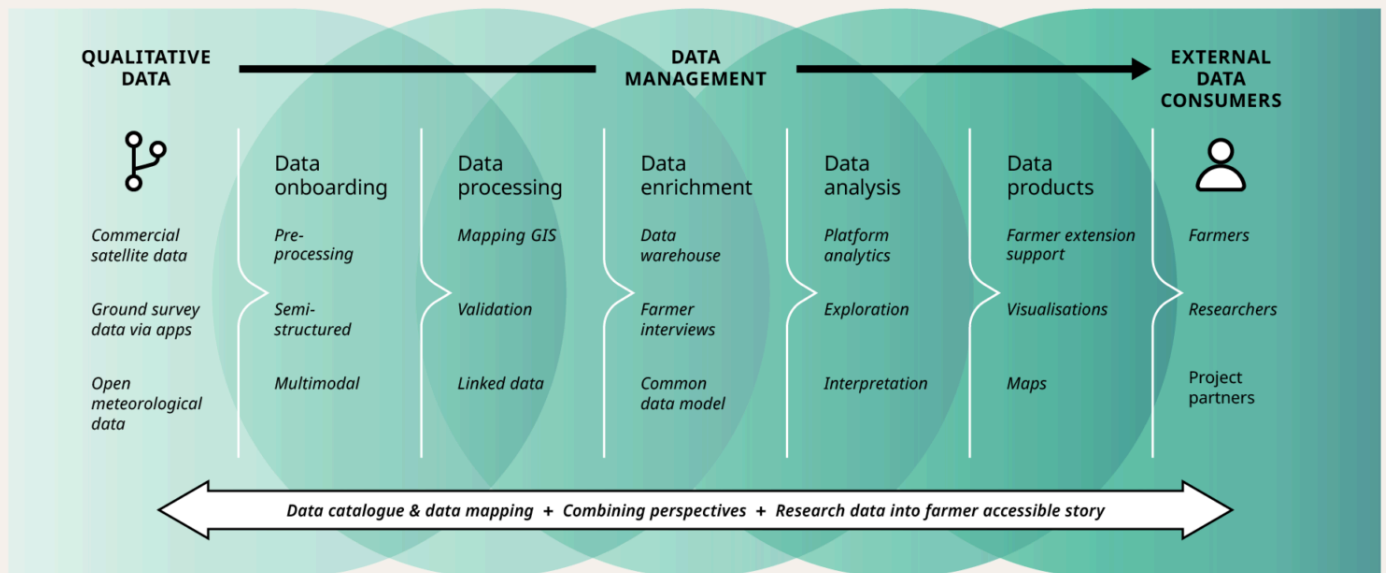 QUALITATIVE
DATA
DATA
MANAGEMENT
EXTERNAL
DATA
CONSUMERS
Commercial
satellite data
Ground survey
data via apps
Open
meteorological
data
Data
onboarding
Pre-
processing
Semi-
structured
Multimodal
Data
processing
Mapping GIS
Validation
Linked data
Data
enrichment
Data
warehouse
Farmer
interviews
Common
data model
Data
analysis
Platform
analytics
Exploration
Interpretation
Data
products
Farmer extension
support
Visualisations
Maps
Farmers
Researchers
Project
partners
Data catalogue & data mapping + Combining perspectives + Research data into farmer accessible story